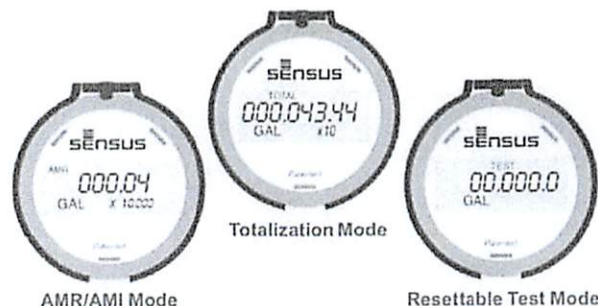 sensus
TOTAL
000.043.44
GAL x10
Totalization Mode
sensus
AMR
000.04
GAL X 10,000
AMR/AMI Mode
sensus
TEST
00.000.0
GAL
Resettable Test Mode